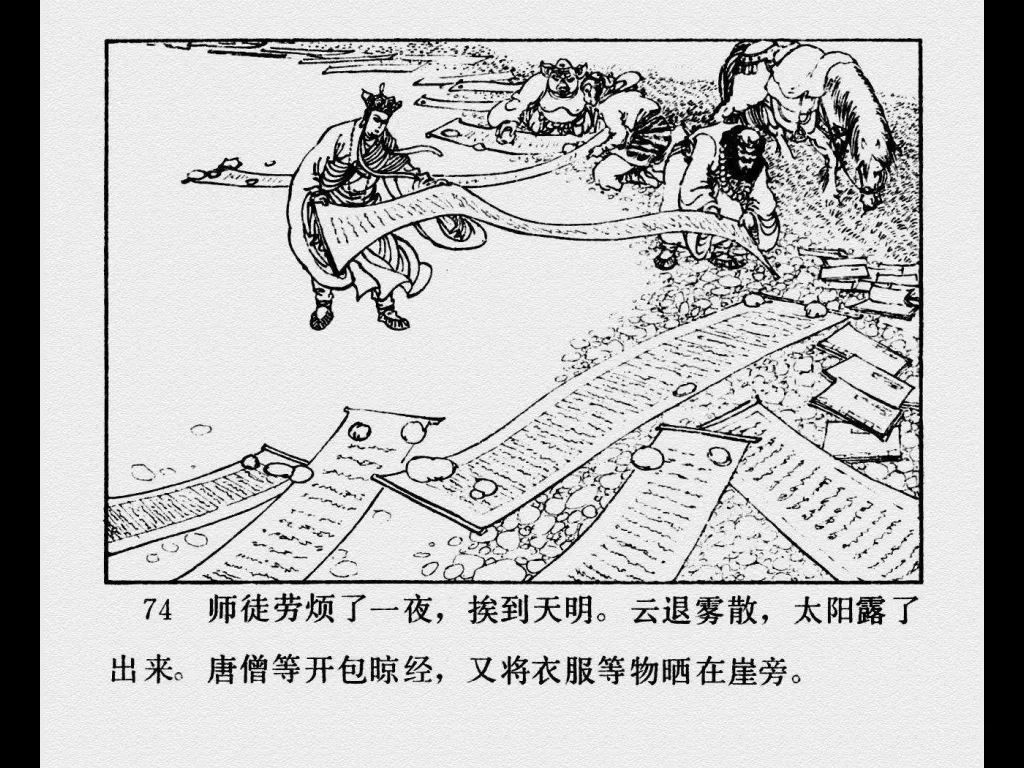 74 师徒劳烦了一夜，挨到天明。云退雾散，太阳露了
出来。唐僧等开包晾经，又将衣服等物晒在崖旁。